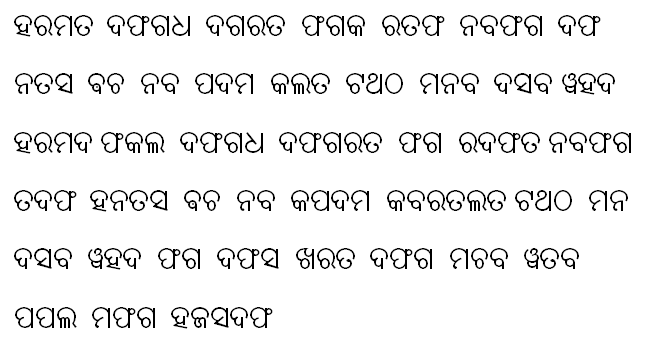 ହରମତ ଦଫଗଧ ଦଗରତ ଫଗକ ରତଫ ନବଫଗ ଦଫ
ନତସ ଵଚ ନବ ପଦମ କଲତ ଟଥଠ ମନବ ଦସବ ୱହଦ
ହରମଦ ଫକଲ ଦଫଗଧ ଦଫଗରତ ଫଗ ରଦଫତ ନବଫଗ
ତଦଫ ହନତସ ଵଚ ନବ କପଦମ କବରତଲତ ଟଥଠ ମନ
ଦସବ ୱହଦ ଫଗ ଦଫସ ଖରତ ଦଫଗ ମଚବ ୱତବ
ପପଲ ମଫଗ ହଜସଦଫ